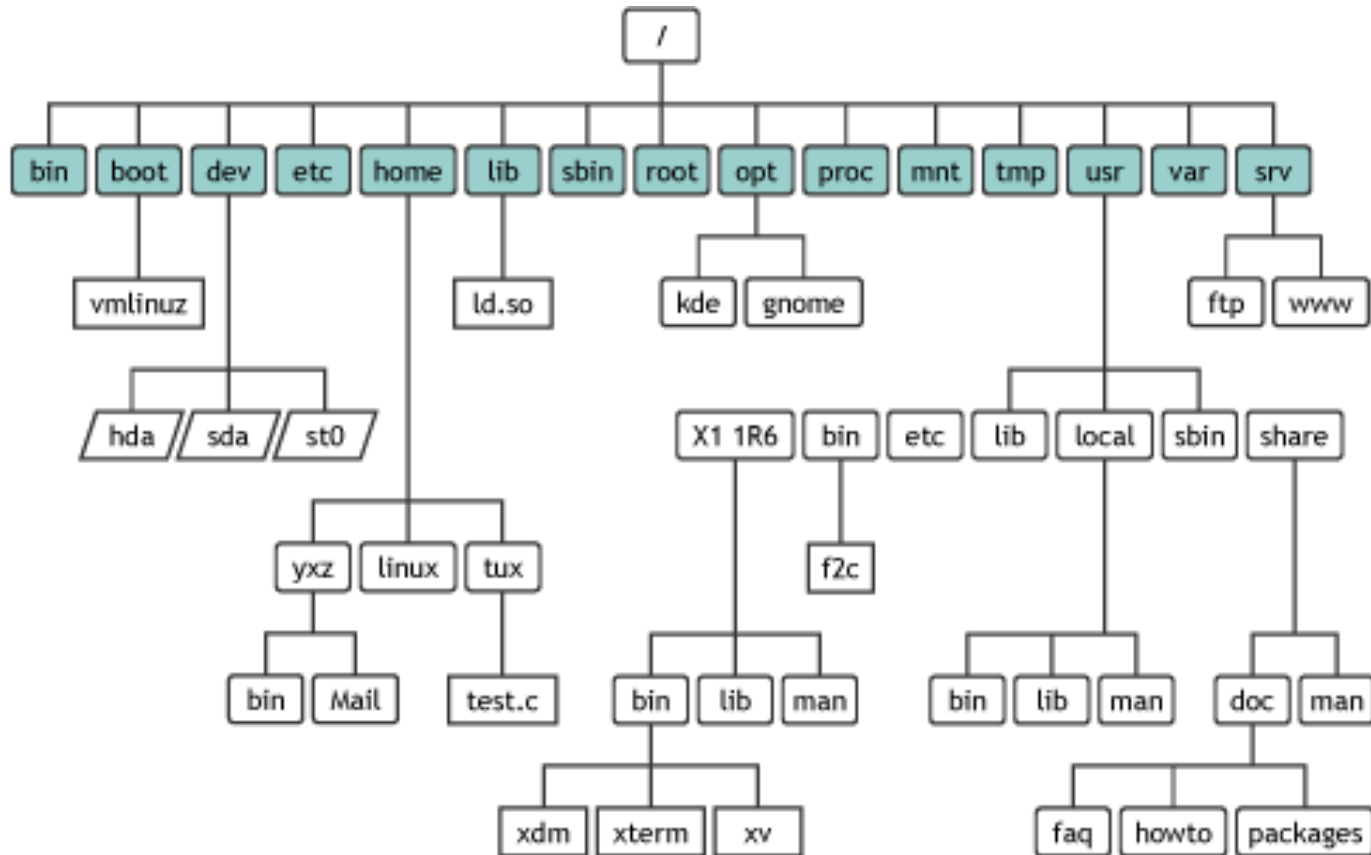 /
bin boot dev etc home lib sbin root opt proc mnt tmp usr var srv
vmlinuz ld.so kde gnome ftp www
hda sda st0 X1 1R6 bin etc lib local sbin share
yxz linux tux f2c
bin Mail test.c bin lib man bin lib man doc man
xdm xterm xv faq howto packages